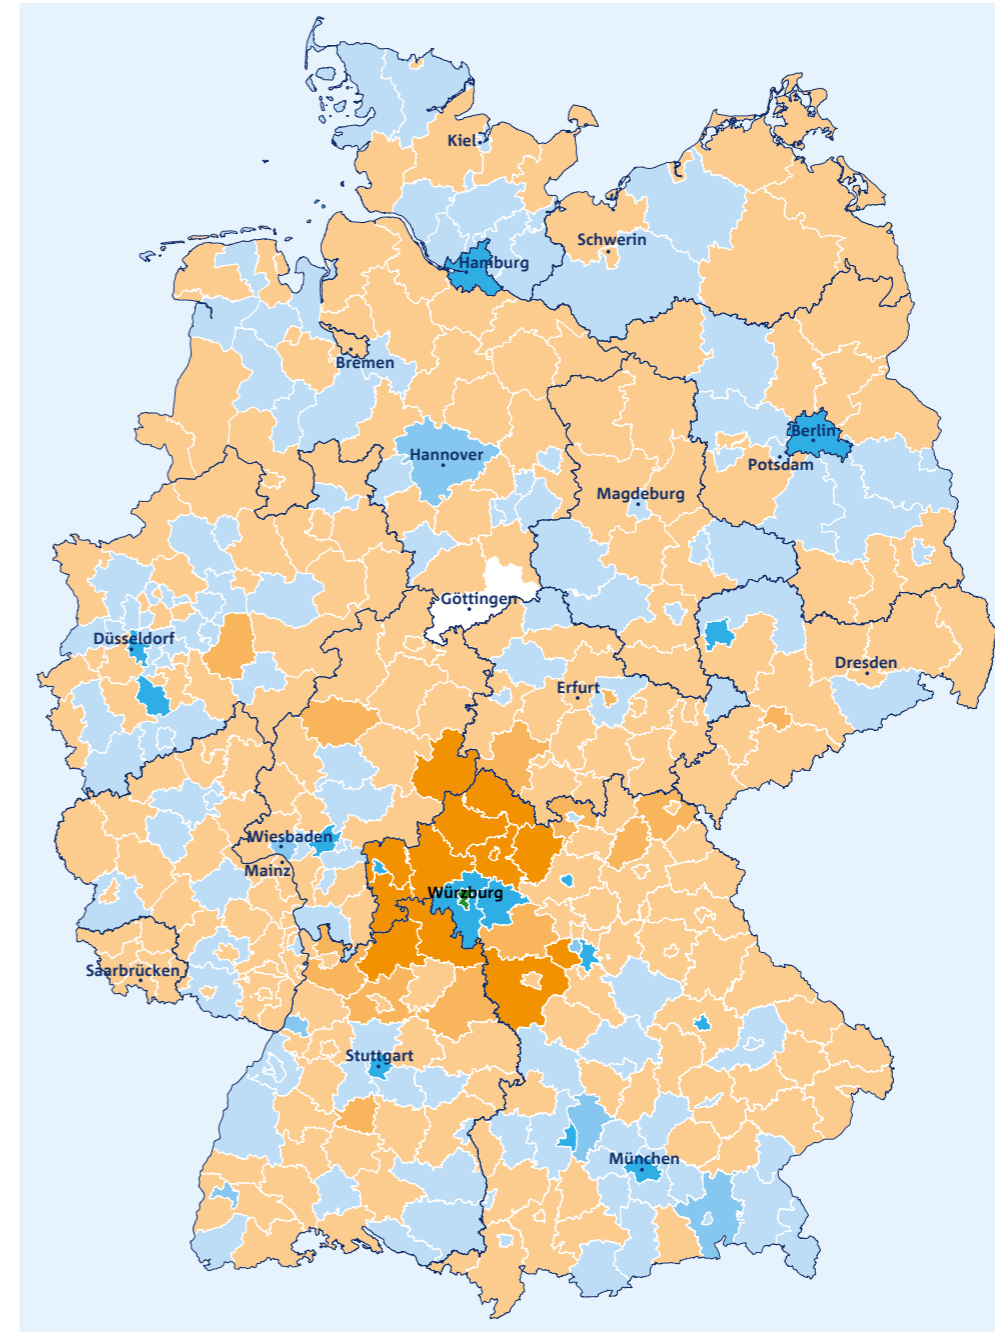 Kiel
Schwerin
Hamburg
Bremen
Berlin
Hannover
Potsdam
Magdeburg
Göttingen
Düsseldorf
Dresden
Erfurt
Wiesbaden
Mainz
Würzburg
Saarbrücken
Stuttgart
München